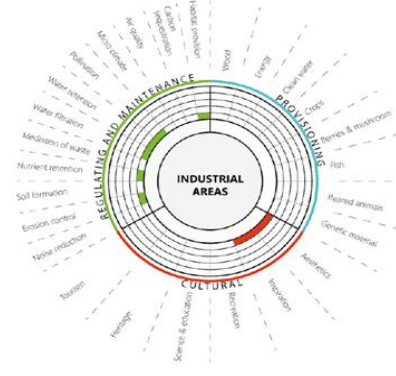 Habitat provision
Carbon
sequestration
Air quality
Micro climate
Pollination
Water retention
Water filtration
Mediation of waste
Nutrient retention
Soil formation
Erosion control
Noise reduction
Tourism
Heritage
Science & education
Recreation
Inspiration
Aesthetics
Genetic material
Reared animals
Fish
Berries & mushroom
Crops
Clean water
Energy
Wood
REGULATING AND MAINTENANCE
PROVISIONING
CULTURAL
INDUSTRIAL
AREAS